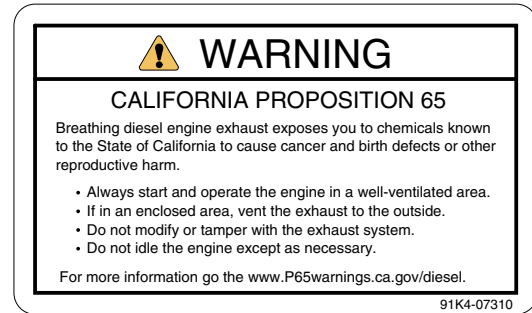 WARNING
CALIFORNIA PROPOSITION 65
Breathing diesel engine exhaust exposes you to chemicals known
to the State of California to cause cancer and birth defects or other
reproductive harm.
• Always start and operate the engine in a well-ventilated area.
• If in an enclosed area, vent the exhaust to the outside.
• Do not modify or tamper with the exhaust system.
• Do not idle the engine except as necessary.
For more information go the www.P65warnings.ca.gov/diesel.
91K4-07310